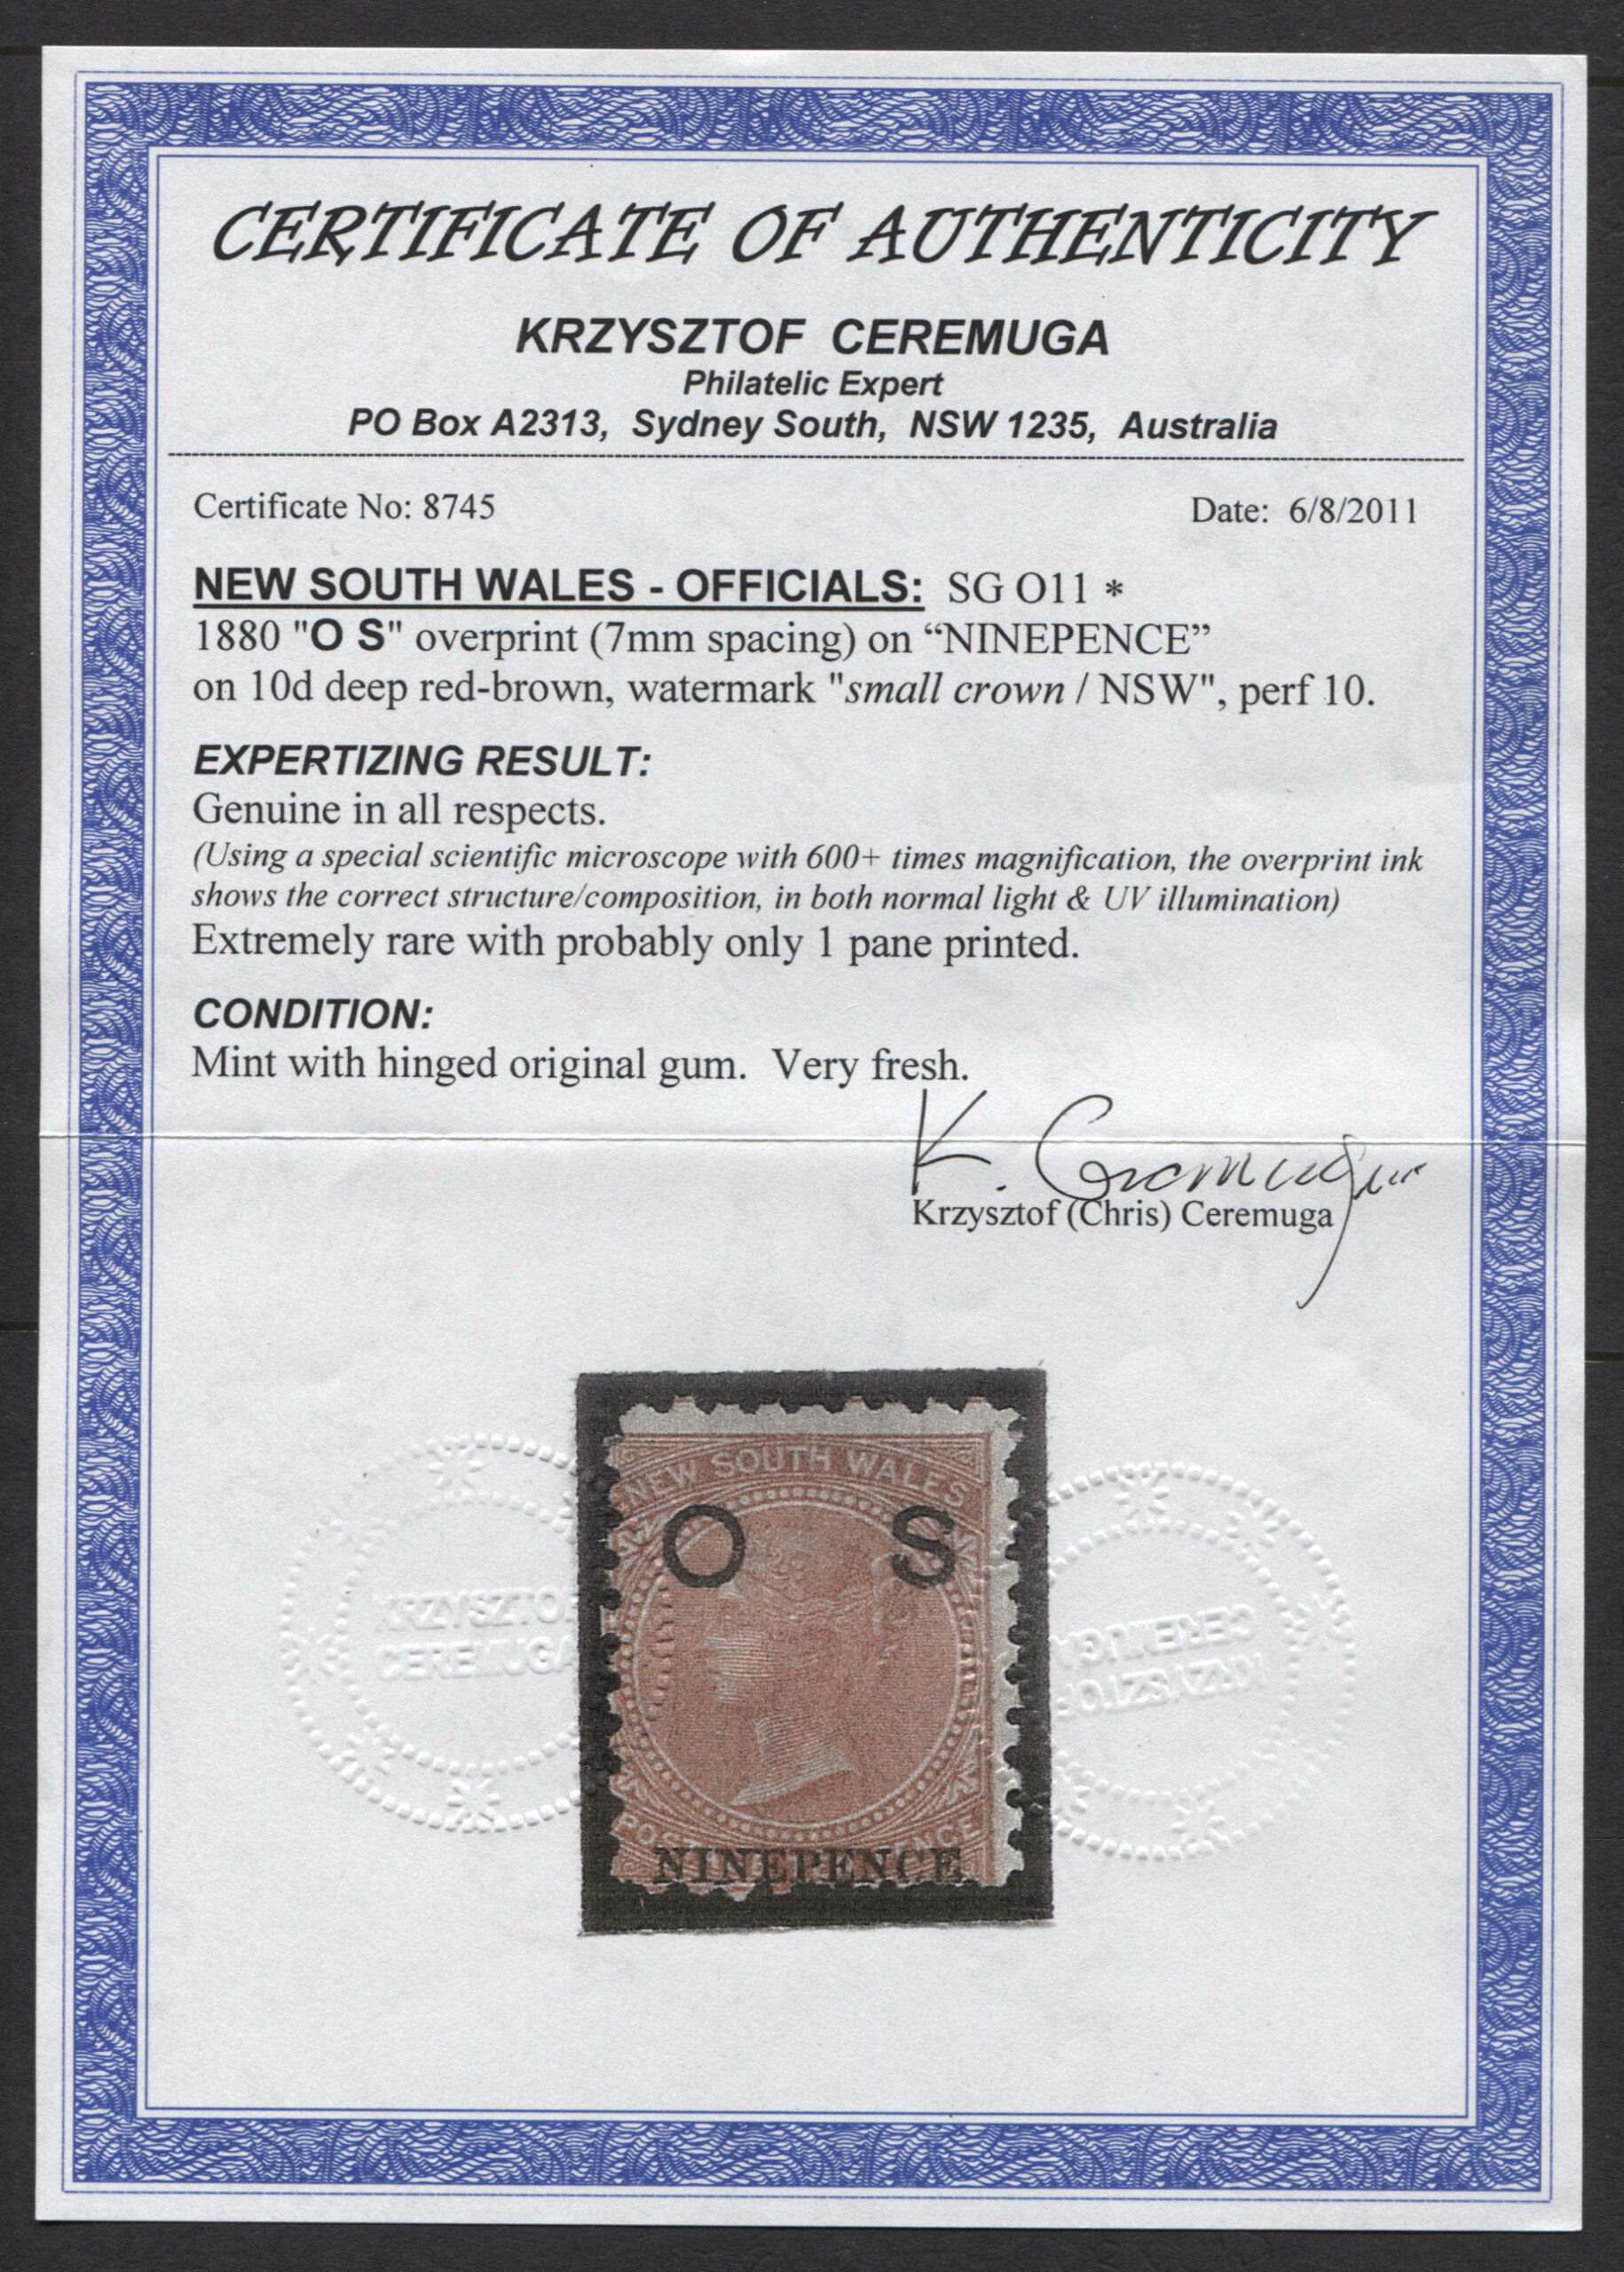 CERTIFICATE OF AUTHENTICITY
KRZYSZTOF CEREMUGA
Philatelic Expert
PO Box A2313, Sydney South, NSW 1235, Australia
Certificate No: 8745 Date: 6/8/2011
NEW SOUTH WALES - OFFICIALS: SG O11 *
1880 "O S" overprint (7mm spacing) on “NINEPENCE”
on 10d deep red-brown, watermark "small crown / NSW", perf 10.
EXPERTIZING RESULT:
Genuine in all respects.
(Using a special scientific microscope with 600+ times magnification, the overprint ink
shows the correct structure/composition, in both normal light & UV illumination)
Extremely rare with probably only 1 pane printed.
CONDITION:
Mint with hinged original gum. Very fresh.
K. Ceremuga
Krzysztof (Chris) Ceremuga
NEW SOUTH WALES
O S
NINEPENCE
KRZYSZTOF
CEREMUGA
KRZYSZTOF
CEREMUGA